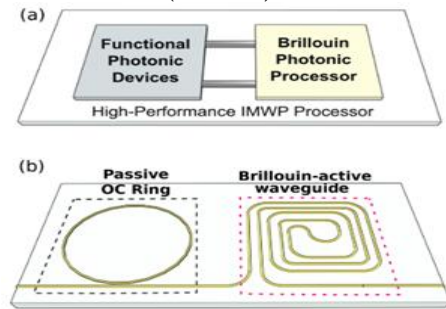 (a)
Functional
Photonic
Devices
Brillouin
Photonic
Processor
High-Performance IMWP Processor
(b)
Passive
OC Ring
Brillouin-active
waveguide